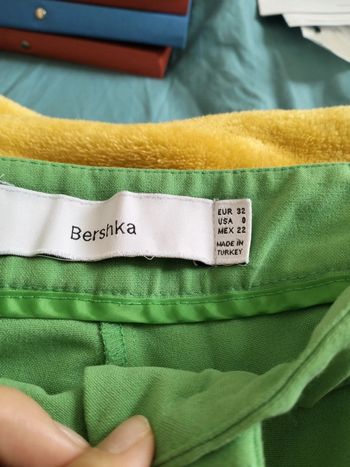 Bershka
EUR 32
USA 0
MEX 22
MADE IN
TURKEY